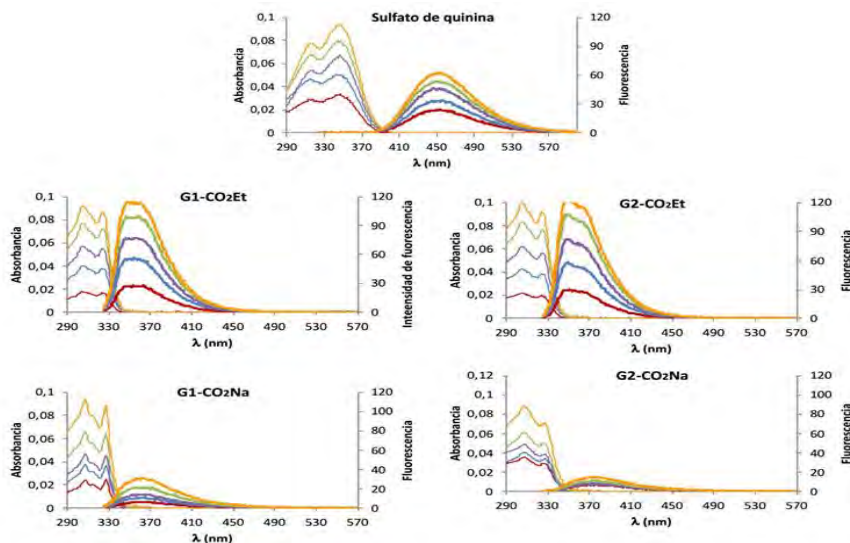 Sulfato de quinina
Absorbancia
0,1
0,08
0,06
0,04
0,02
0
120
90
60
30
0
Fluorescencia
290 330 370 410 450 490 530 570
λ (nm)
G1-CO₂Et
Absorbancia
0,1
0,08
0,06
0,04
0,02
0
120
90
60
30
0
Inteensidad de fluorescencia
290 330 370 410 450 490 530 570
λ (nm)
G2-CO₂Et
Absorbancia
0,1
0,08
0,06
0,04
0,02
0
120
90
60
30
0
Fluorescencia
290 330 370 410 450 490 530 570
λ (nm)
G1-CO₂Na
Absorbancia
0,1
0,08
0,06
0,04
0,02
0
120
100
80
60
40
20
0
Fluorescencia
290 330 370 410 450 490 530 570
λ (nm)
G2-CO₂Na
Absorbancia
0,12
0,1
0,08
0,06
0,04
0,02
0
120
100
80
60
40
20
0
Fluorescencia
290 330 370 410 450 490 530 570
λ (nm)